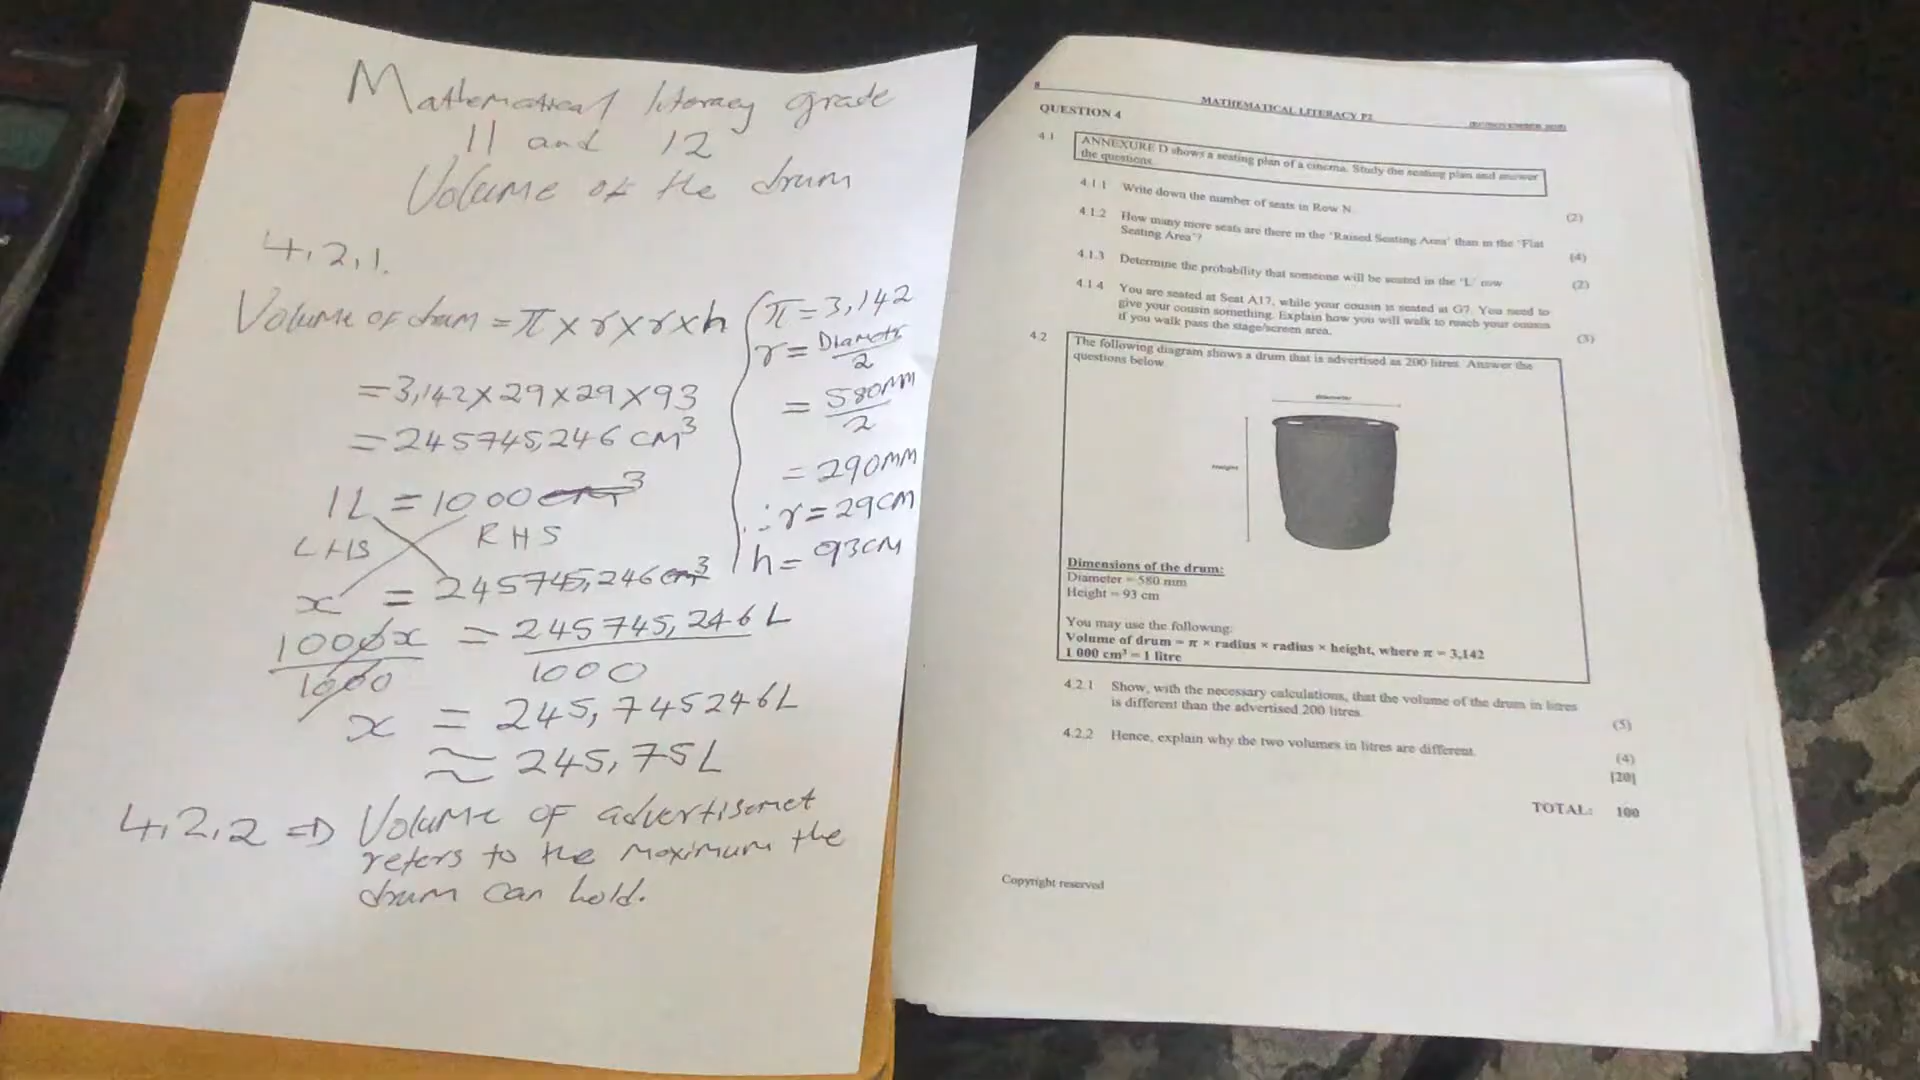 Mathematical literacy grade
11 and 12
Volume of the drum
4.2.1.
Volume of drum = π × r × r × h
= 3,142 × 29 × 29 × 93
= 245745,246 cm³
1L = 1000 cm³
LHS RHS
x = 245745,246 cm³
1000x = 245745,246 L
1000 1000
x = 245,745246L
≈ 245,75L
π = 3,142
r = Diametr
2
= 580mm
2
= 290mm
∴ r = 29cm
h = 93cm
4.2.2 ⇒ Volume of advertisemet
refers to the maximum the
drum can hold.
8 MATHEMATICAL LITERACY P2
QUESTION 4
4.1 ANNEXURE D shows a seating plan of a cinema. Study the seating plan and answer
the questions.
4.1.1 Write down the number of seats in Row N. (2)
4.1.2 How many more seats are there in the 'Raised Seating Area' than in the 'Flat
Seating Area'? (4)
4.1.3 Determine the probability that someone will be seated in the 'L' row (2)
4.1.4 You are seated at Seat A17, while your cousin is seated at G7. You need to
give your cousin something. Explain how you will walk to reach your cousin
if you walk pass the stage/screen area. (3)
4.2 The following diagram shows a drum that is advertised as 200 litres. Answer the
questions below
diameter
Height
Dimensions of the drum:
Diameter = 580 mm
Height = 93 cm
You may use the following:
Volume of drum = π × radius × radius × height, where π = 3,142
1 000 cm³ = 1 litre
4.2.1 Show, with the necessary calculations, that the volume of the drum in litres
is different than the advertised 200 litres. (5)
4.2.2 Hence, explain why the two volumes in litres are different. (4)
[20]
TOTAL: 100
Copyright reserved